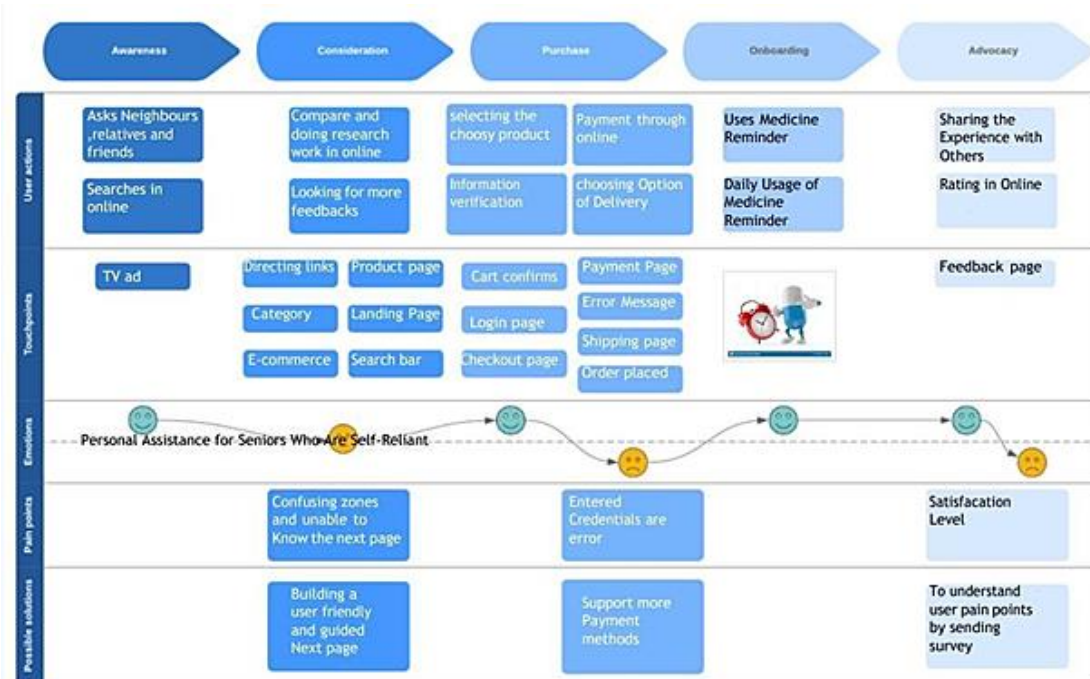 Awareness
Consideration
Purchase
Onboarding
Advocacy
User actions
Asks Neighbours
,relatives and
friends
Searches in
online
Compare and
doing research
work in online
Looking for more
feedbacks
selecting the
choosy product
Payment through
online
Information
verification
choosing Option
of Delivery
Uses Medicine
Reminder
Daily Usage of
Medicine
Reminder
Sharing the
Experience with
Others
Rating in Online
Touchpoints
TV ad
Directing links
Product page
Category
Landing Page
E-commerce
Search bar
Cart confirms
Login page
Checkout page
Payment Page
Error Message
Shipping page
Order placed
Feedback page
Emotions
Personal Assistance for Seniors Who Are Self-Reliant
Pain points
Confusing zones
and unable to
Know the next page
Entered
Credentials are
error
Satisfacation
Level
Possible solutions
Building a
user friendly
and guided
Next page
Support more
Payment
methods
To understand
user pain points
by sending
survey